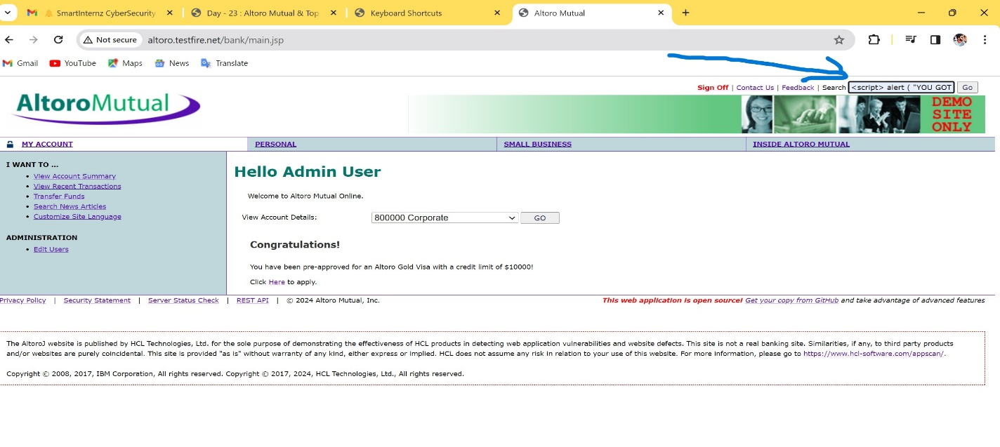 SmartInternz CyberSecurity
Day - 23 : Altoro Mutual & Top
Keyboard Shortcuts
Altoro Mutual
Not secure
altoro.testfire.net/bank/main.jsp
Gmail YouTube Maps News Translate
Sign Off | Contact Us | Feedback | Search <script> alert ( "YOU GOT Go
AltoroMutual
DEMO
SITE
ONLY
MY ACCOUNT PERSONAL SMALL BUSINESS INSIDE ALTORO MUTUAL
I WANT TO ...
• View Account Summary
• View Recent Transactions
• Transfer Funds
• Search News Articles
• Customize Site Language
ADMINISTRATION
• Edit Users
Hello Admin User
Welcome to Altoro Mutual Online.
View Account Details: 800000 Corporate GO
Congratulations!
You have been pre-approved for an Altoro Gold Visa with a credit limit of $10000!
Click Here to apply.
Privacy Policy | Security Statement | Server Status Check | REST API | © 2024 Altoro Mutual, Inc.
This web application is open source! Get your copy from GitHub and take advantage of advanced features
The AltoroJ website is published by HCL Technologies, Ltd. for the sole purpose of demonstrating the effectiveness of HCL products in detecting web application vulnerabilities and website defects. This site is not a real banking site. Similarities, if any, to third party products
and/or websites are purely coincidental. This site is provided "as is" without warranty of any kind, either express or implied. HCL does not assume any risk in relation to your use of this website. For more information, please go to https://www.hcl-software.com/appscan/.
Copyright © 2008, 2017, IBM Corporation, All rights reserved. Copyright © 2017, 2024, HCL Technologies, Ltd., All rights reserved.